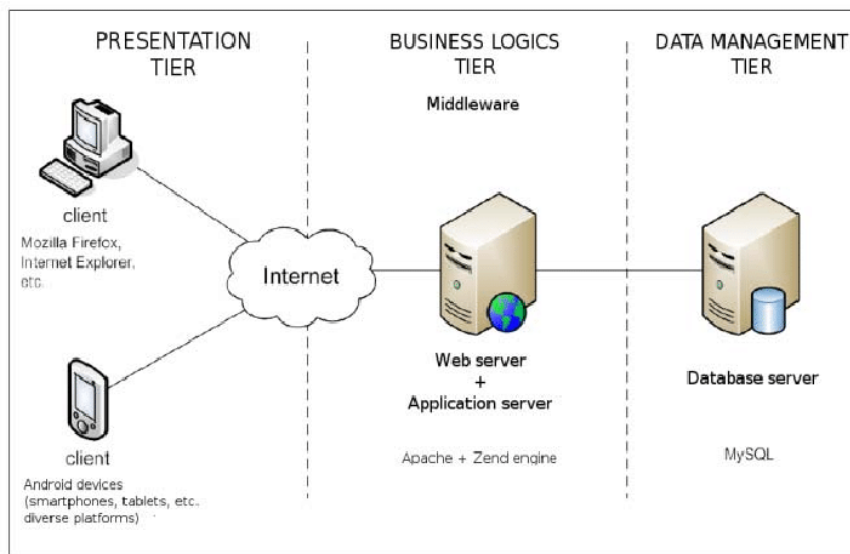 PRESENTATION
TIER
BUSINESS LOGICS
TIER
DATA MANAGEMENT
TIER
Middleware
client
Mozilla Firefox,
Internet Explorer,
etc.
Internet
Web server
+
Application server
Database server
client
Apache + Zend engine
MySQL
Android devices
(smartphones, tablets, etc.
diverse platforms)